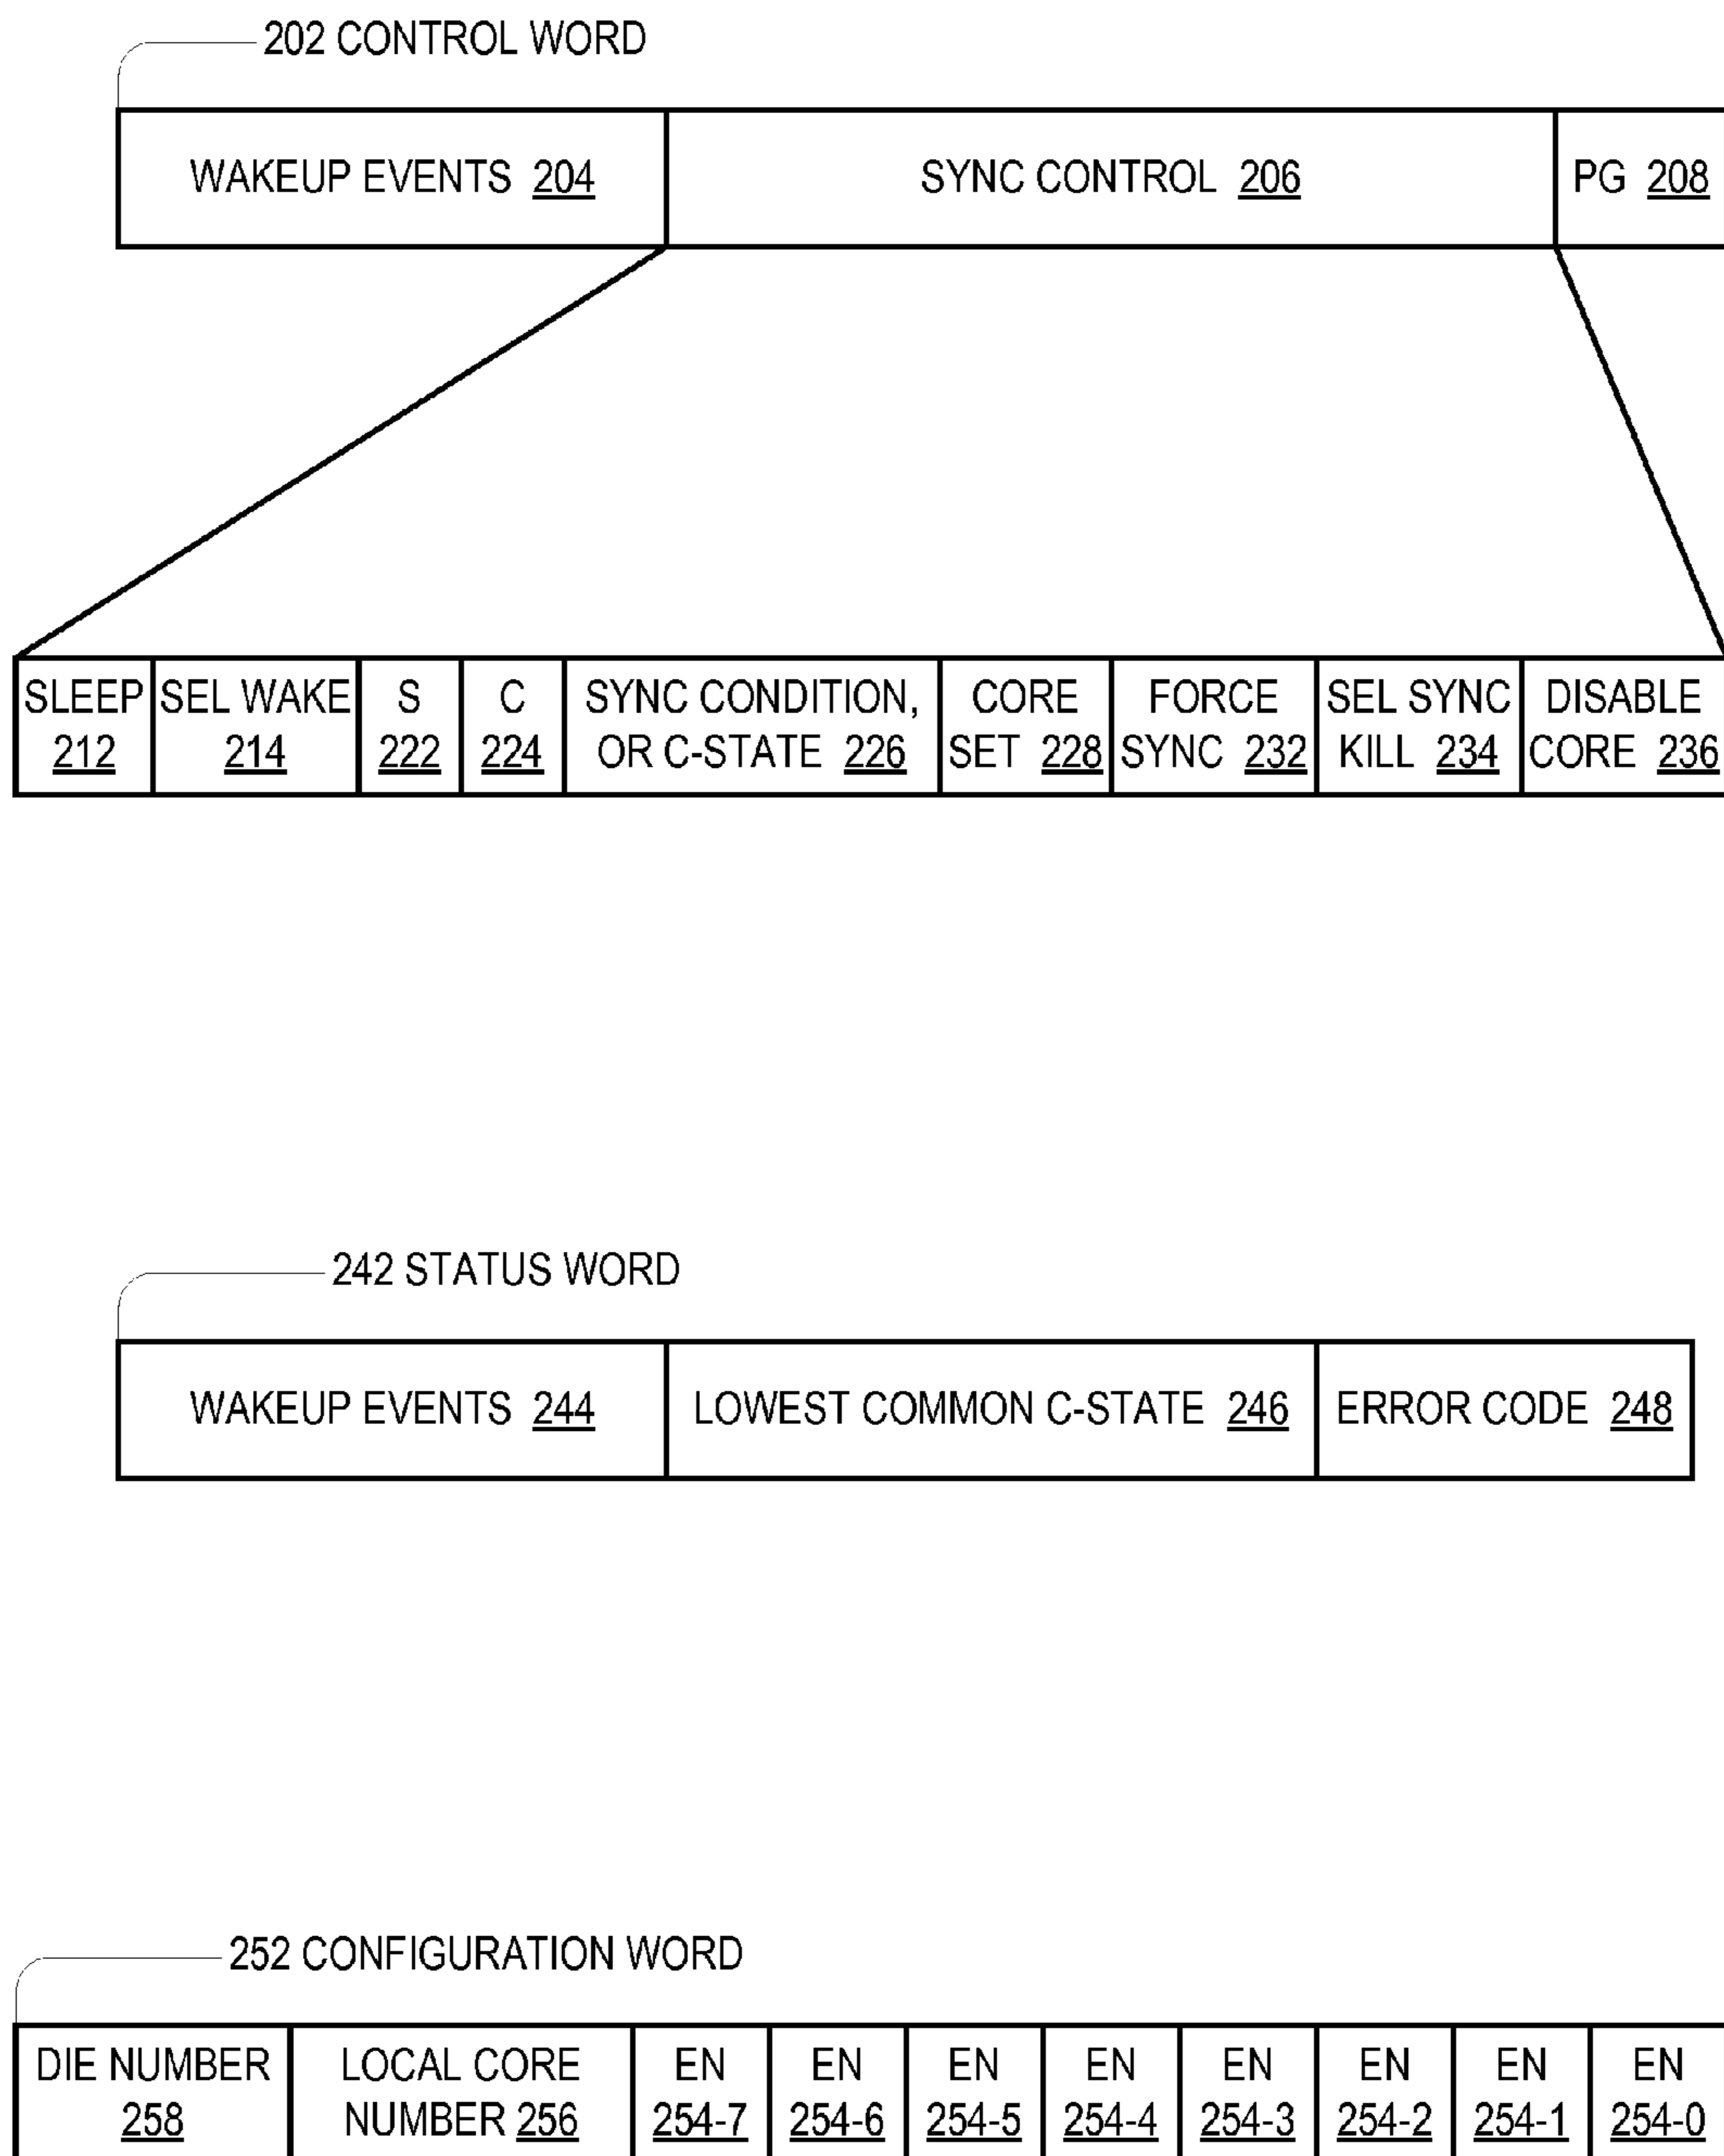 202 CONTROL WORD
WAKEUP EVENTS 204 SYNC CONTROL 206 PG 208
SLEEP SEL WAKE S C SYNC CONDITION, CORE FORCE SEL SYNC DISABLE
212 214 222 224 OR C-STATE 226 SET 228 SYNC 232 KILL 234 CORE 236
242 STATUS WORD
WAKEUP EVENTS 244 LOWEST COMMON C-STATE 246 ERROR CODE 248
252 CONFIGURATION WORD
DIE NUMBER LOCAL CORE EN EN EN EN EN EN EN EN
258 NUMBER 256 254-7 254-6 254-5 254-4 254-3 254-2 254-1 254-0